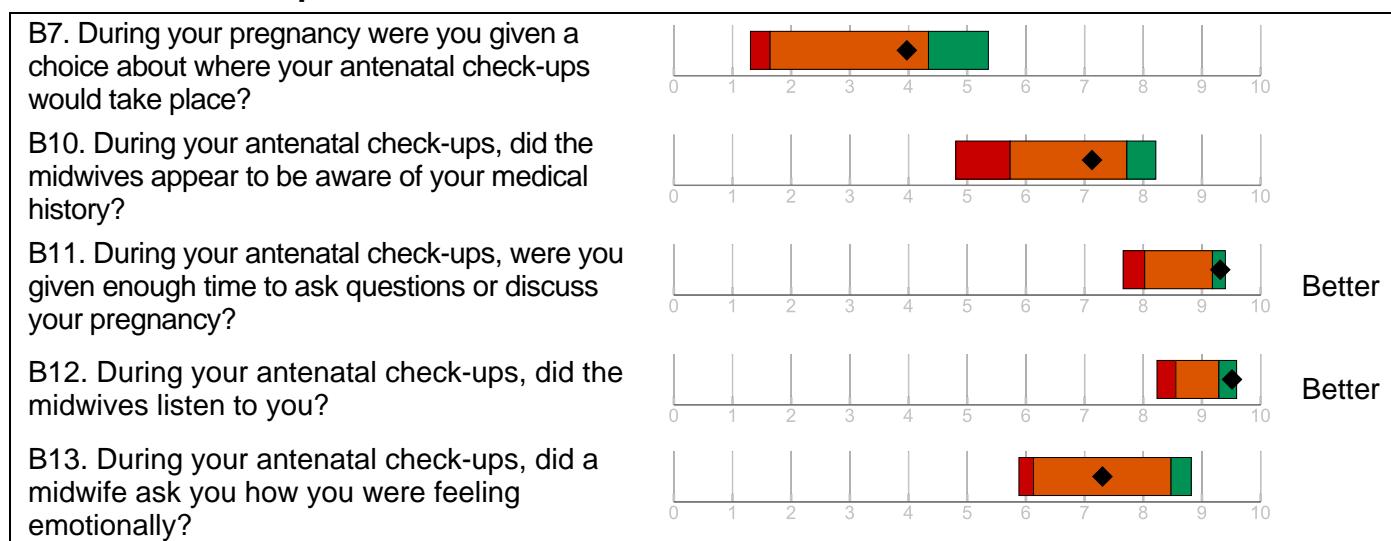 B7. During your pregnancy were you given a
choice about where your antenatal check-ups
would take place?
0 1 2 3 4 5 6 7 8 9 10
B10. During your antenatal check-ups, did the
midwives appear to be aware of your medical
history?
0 1 2 3 4 5 6 7 8 9 10
B11. During your antenatal check-ups, were you
given enough time to ask questions or discuss
your pregnancy?
0 1 2 3 4 5 6 7 8 9 10
Better
B12. During your antenatal check-ups, did the
midwives listen to you?
0 1 2 3 4 5 6 7 8 9 10
Better
B13. During your antenatal check-ups, did a
midwife ask you how you were feeling
emotionally?
0 1 2 3 4 5 6 7 8 9 10